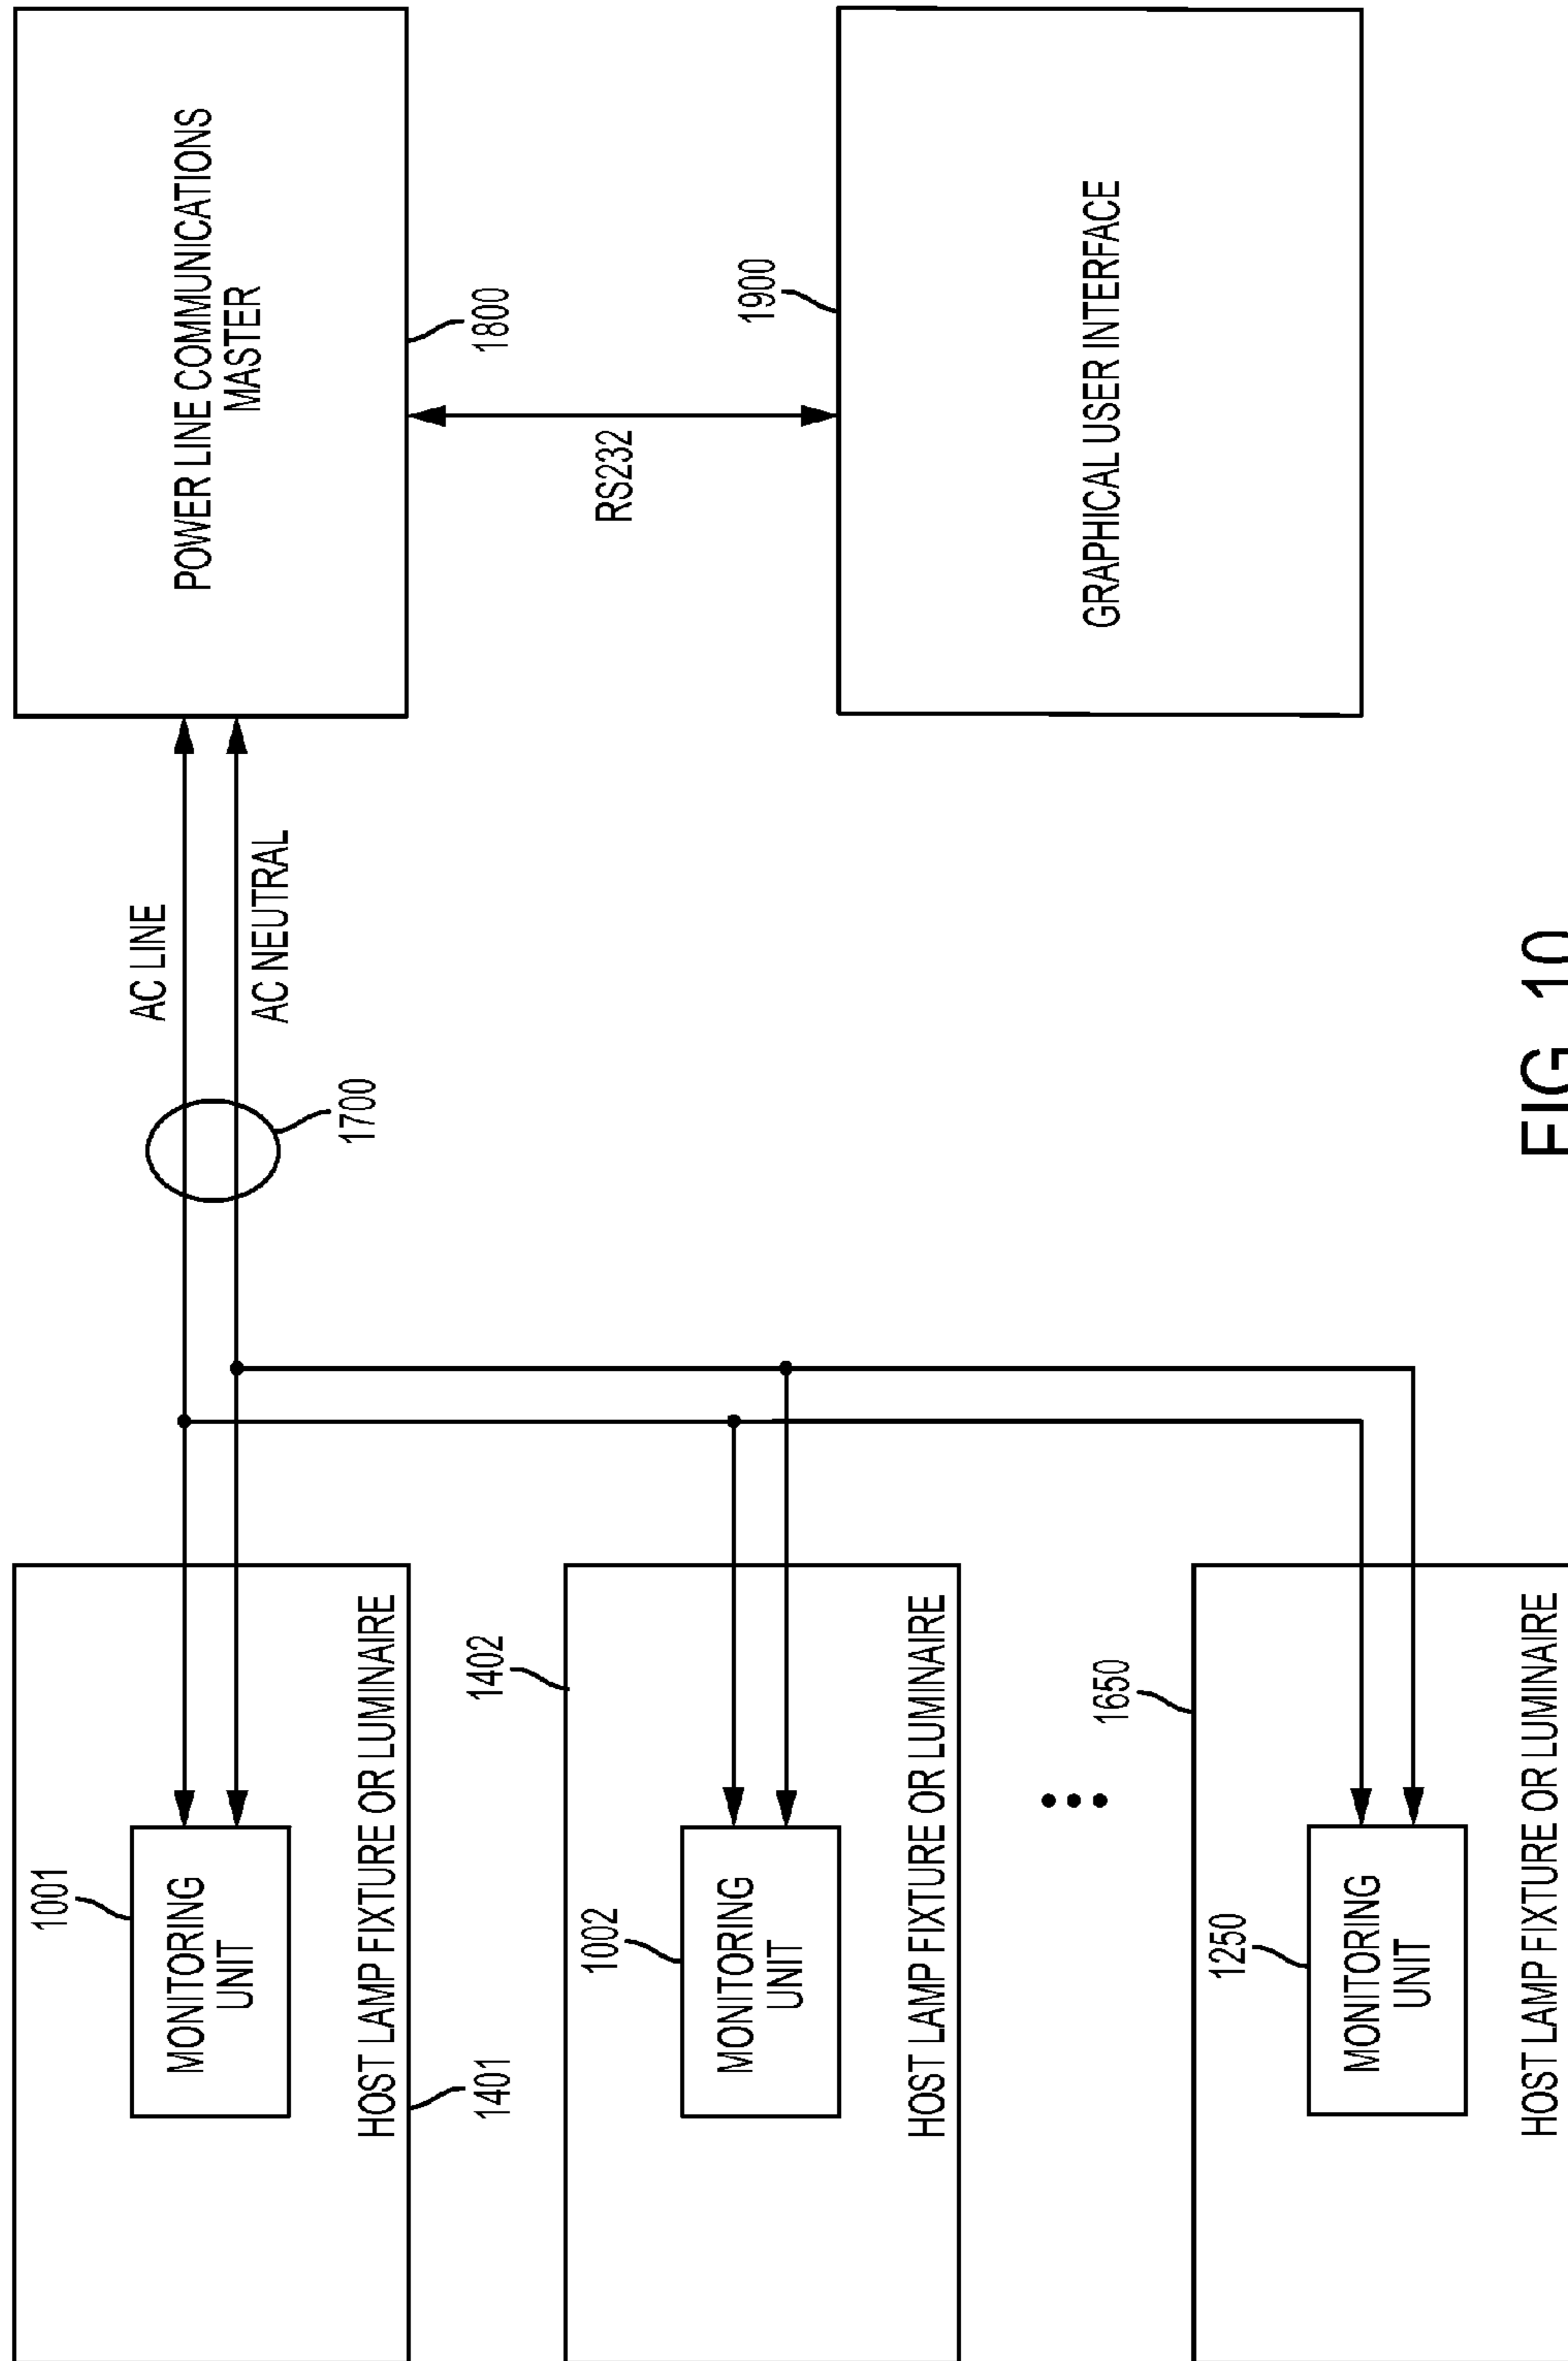 1001
MONITORING
UNIT
HOST LAMP FIXTURE OR LUMINAIRE
1401
1002
MONITORING
UNIT
1402
HOST LAMP FIXTURE OR LUMINAIRE
1250
MONITORING
UNIT
1650
HOST LAMP FIXTURE OR LUMINAIRE
AC LINE
AC NEUTRAL
1700
POWER LINE COMMUNICATIONS
MASTER
1800
RS232
1900
GRAPHICAL USER INTERFACE
FIG. 10